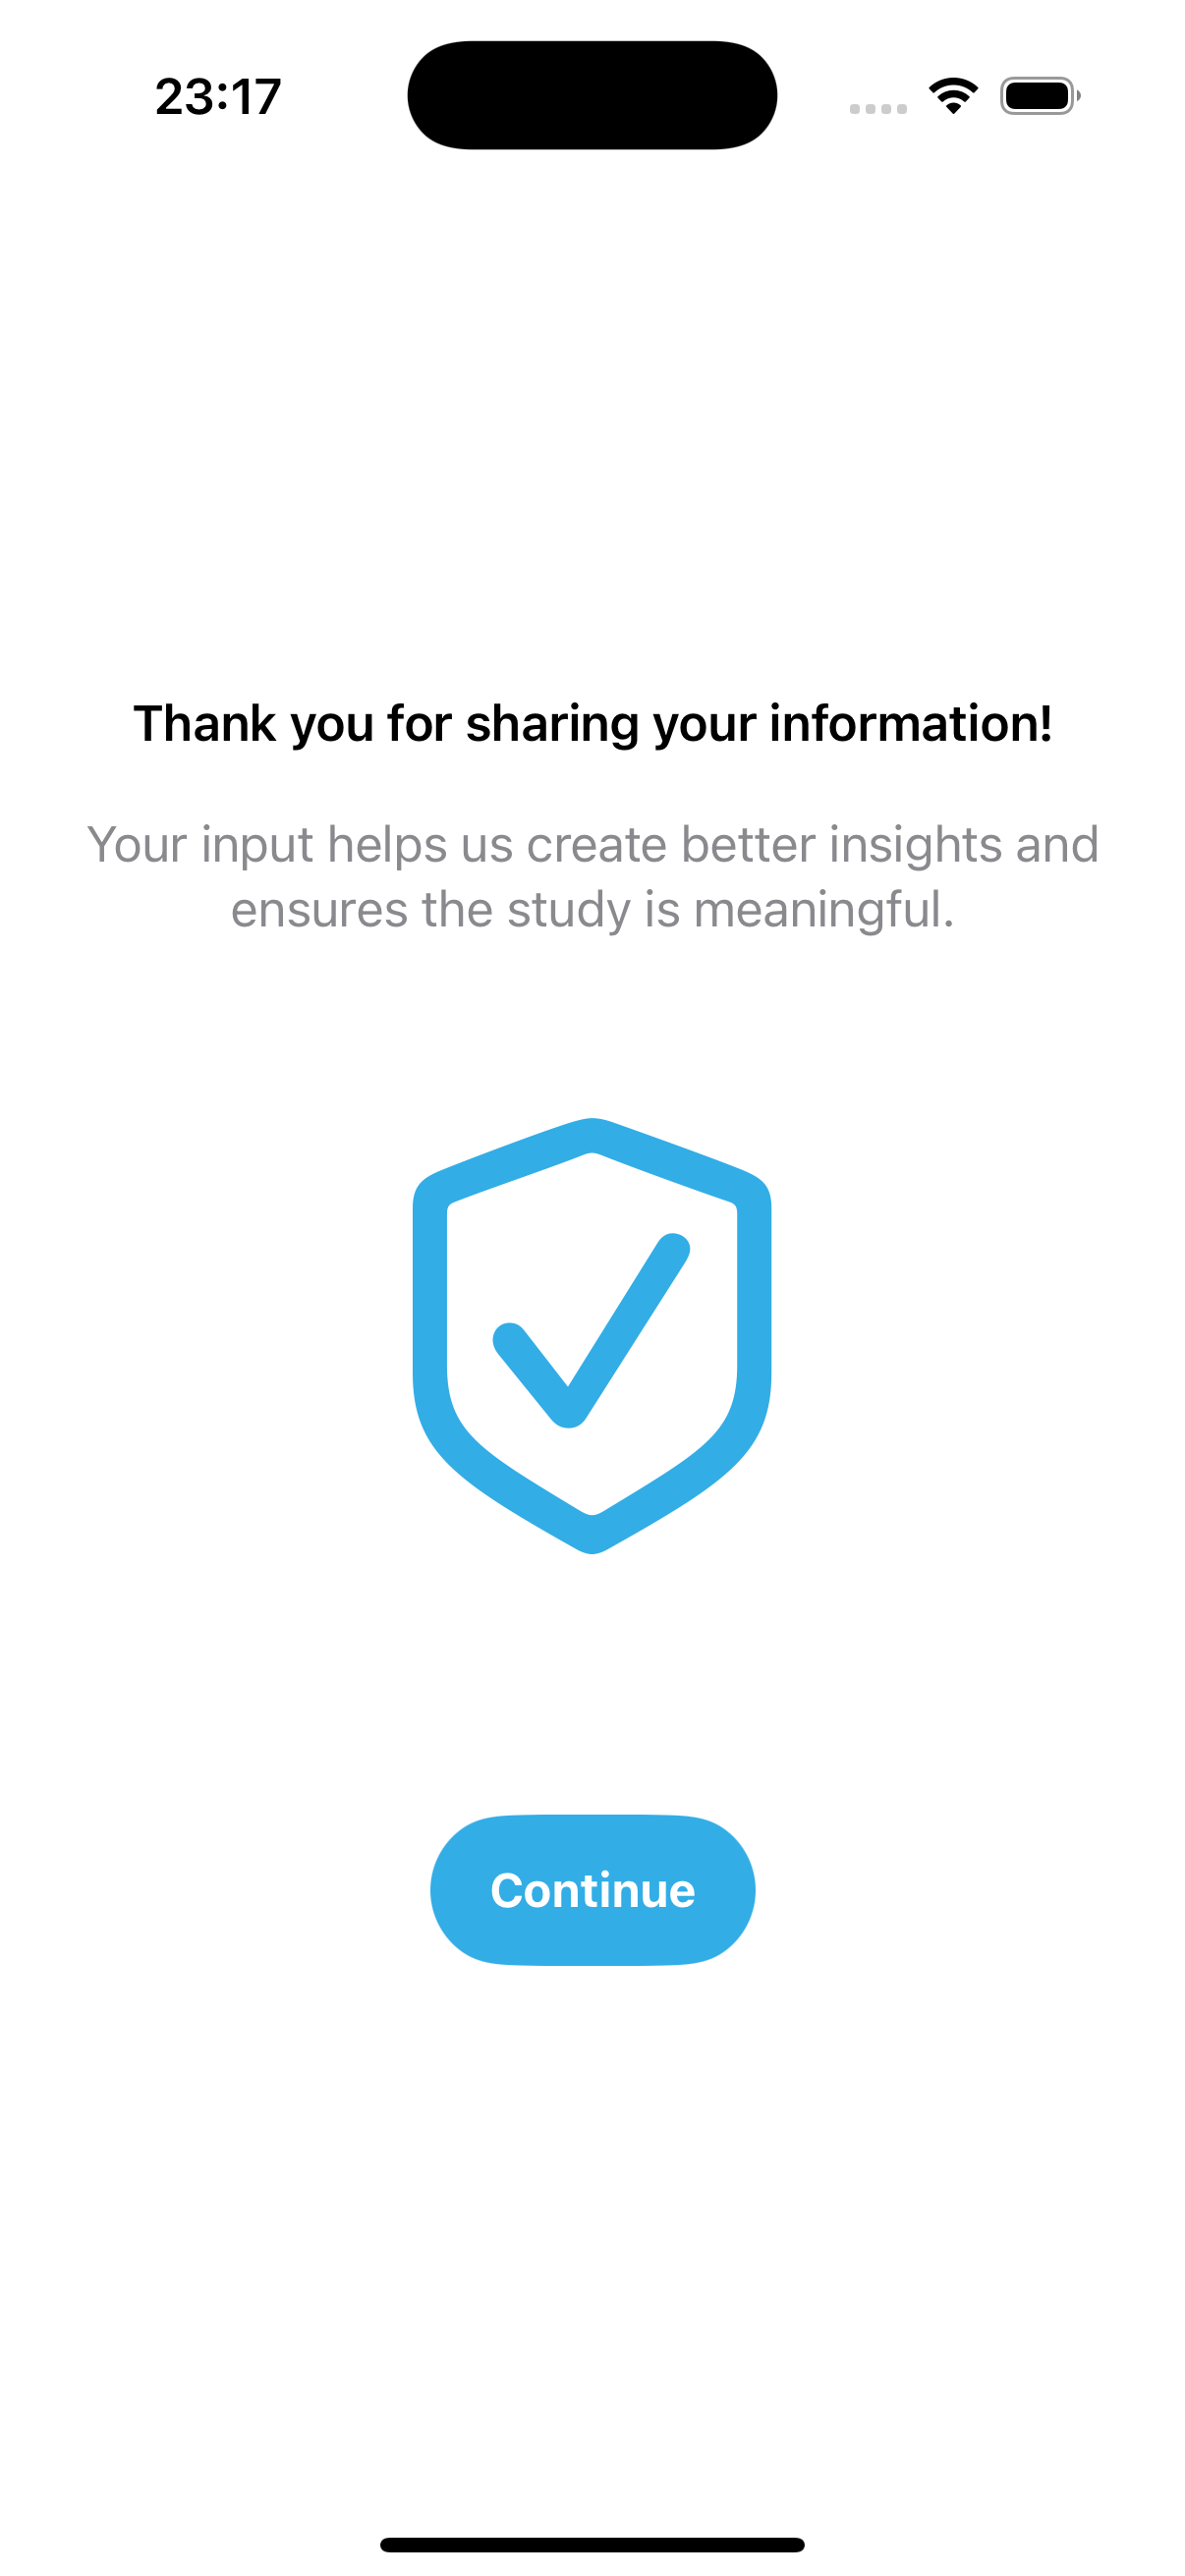 23:17
Thank you for sharing your information!
Your input helps us create better insights and
ensures the study is meaningful.
Continue